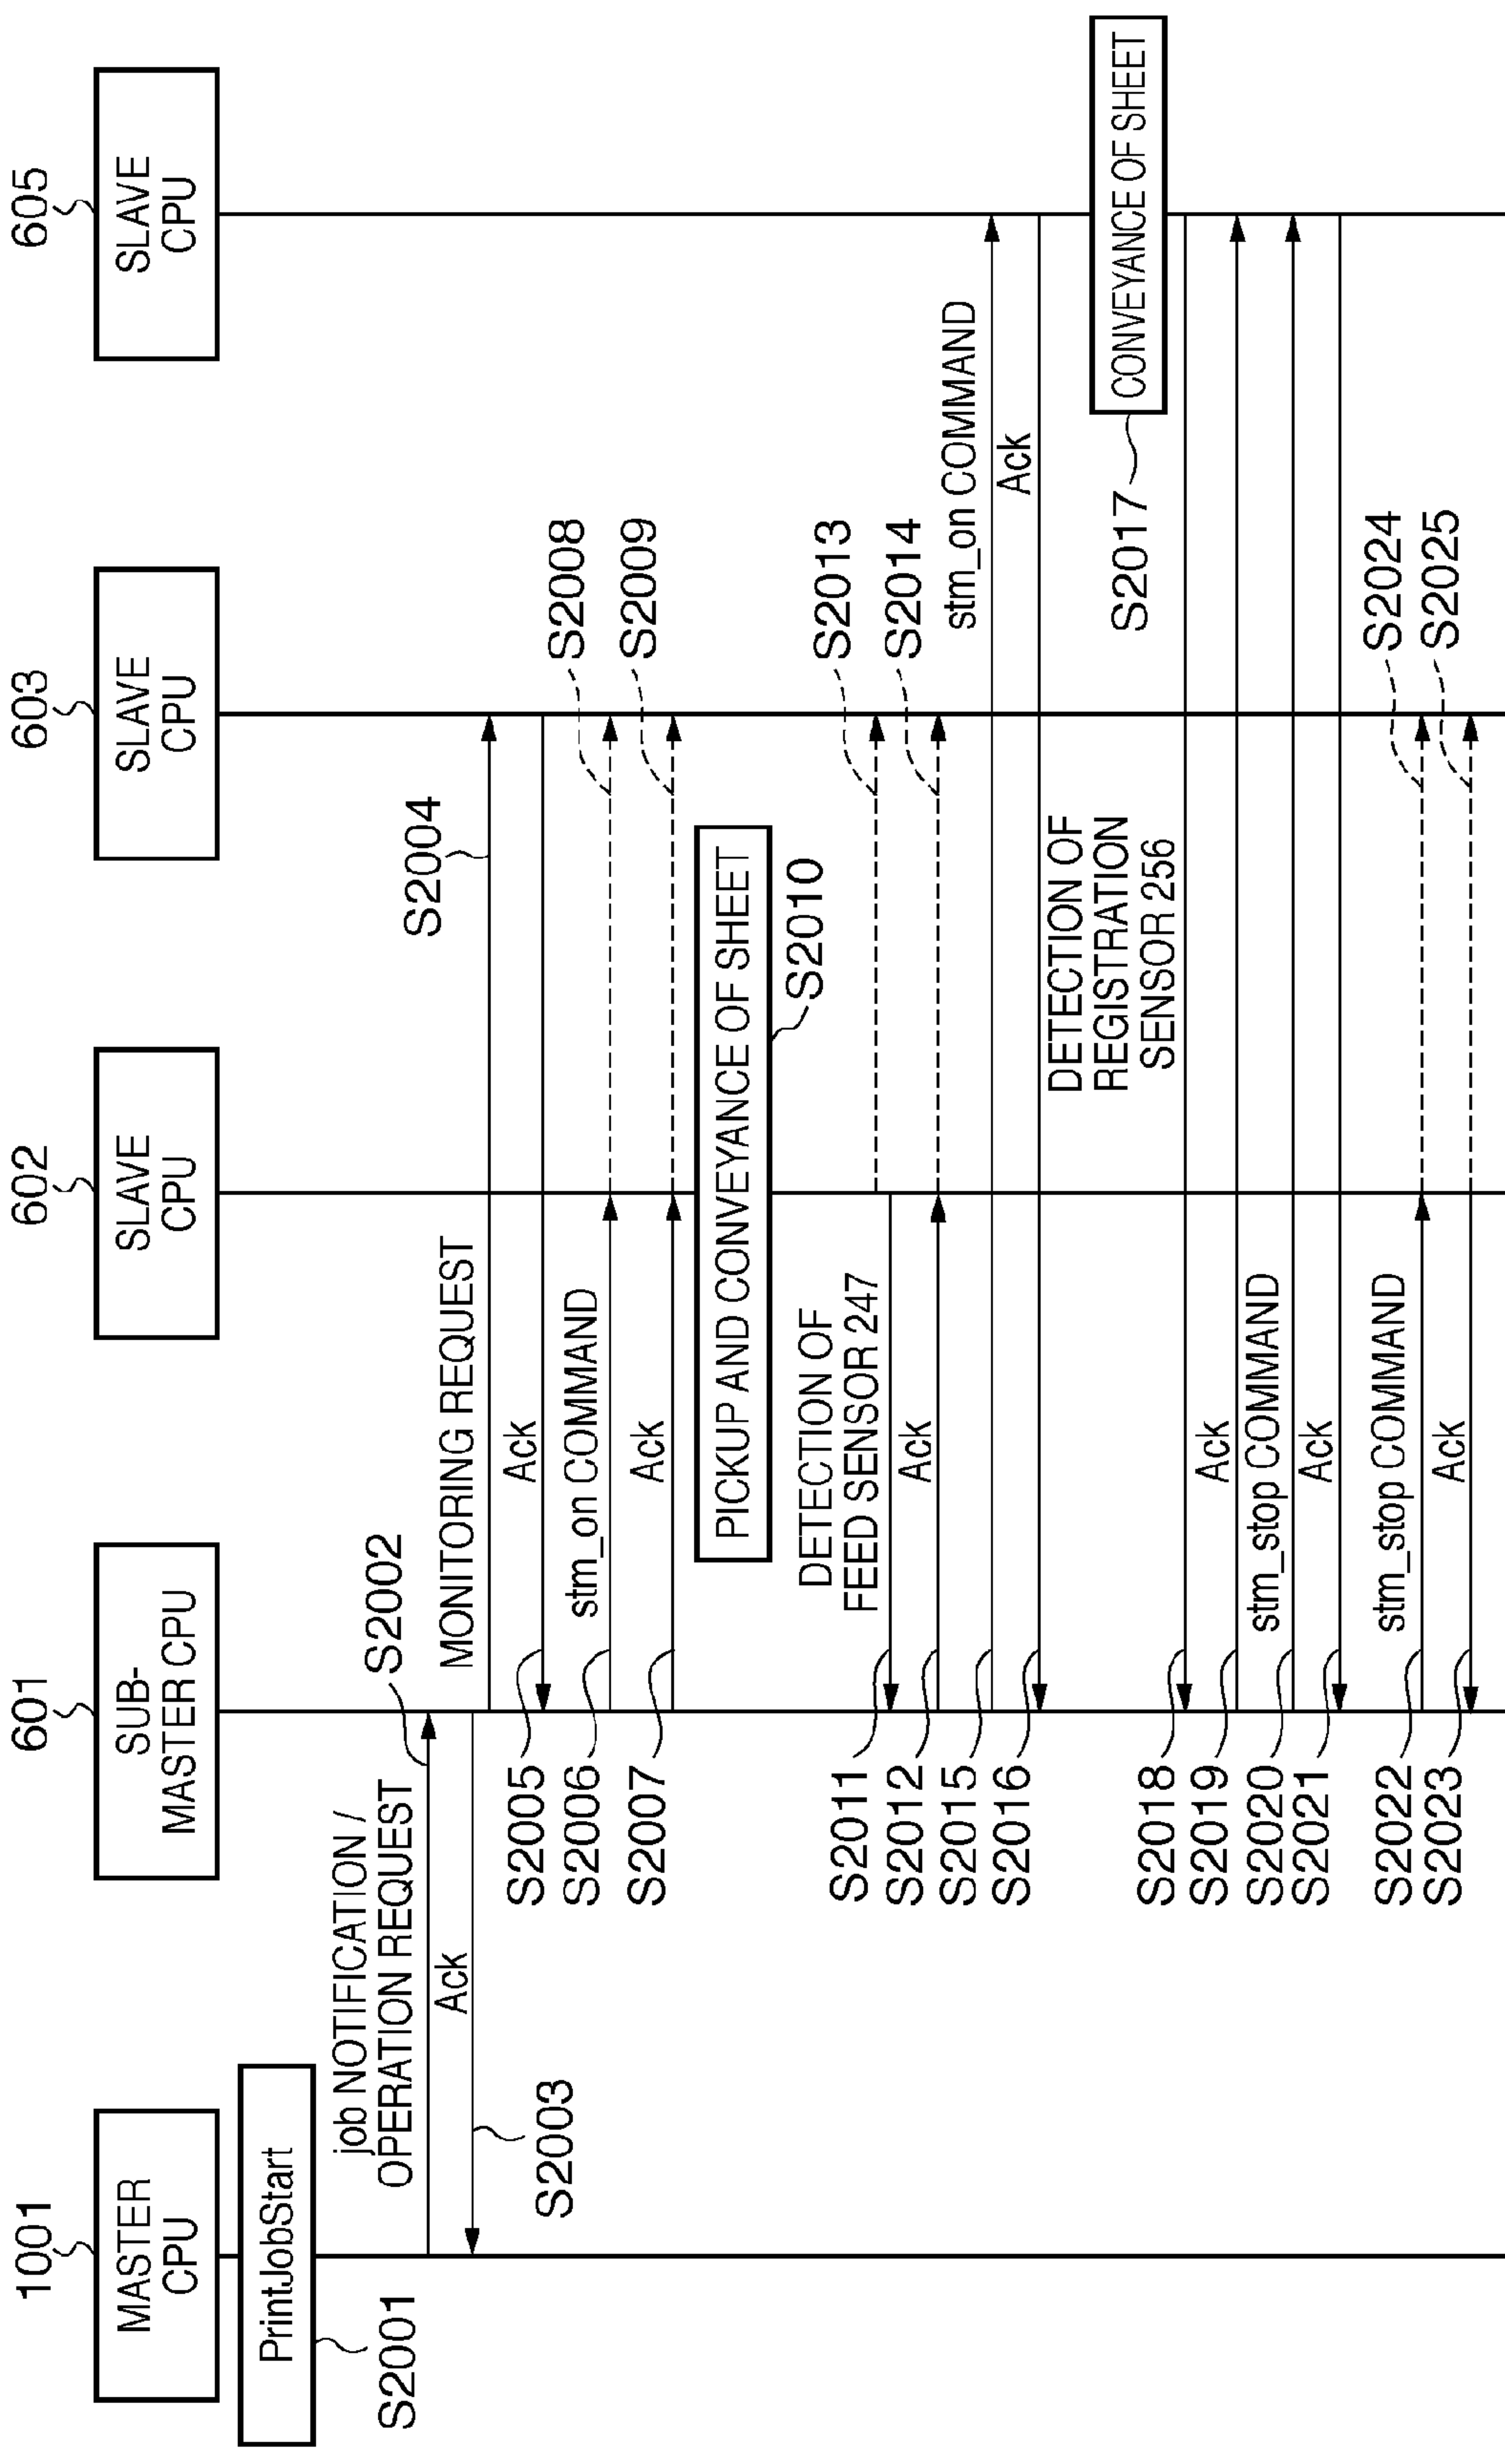 1001
MASTER
CPU
601
SUB-
MASTER CPU
602
SLAVE
CPU
603
SLAVE
CPU
605
SLAVE
CPU
PrintJobStart
S2001
job NOTIFICATION /
OPERATION REQUEST
S2002
Ack
S2003
MONITORING REQUEST
S2004
Ack
S2005
stm_on COMMAND
S2006
S2008
Ack
S2007
S2009
PICKUP AND CONVEYANCE OF SHEET
S2010
DETECTION OF
FEED SENSOR 247
S2011
S2013
Ack
S2012
S2014
stm_on COMMAND
S2015
Ack
S2016
CONVEYANCE OF SHEET
S2017
DETECTION OF
REGISTRATION
SENSOR 256
S2018
Ack
S2019
stm_stop COMMAND
S2020
Ack
S2021
stm_stop COMMAND
S2022
S2024
Ack
S2023
S2025